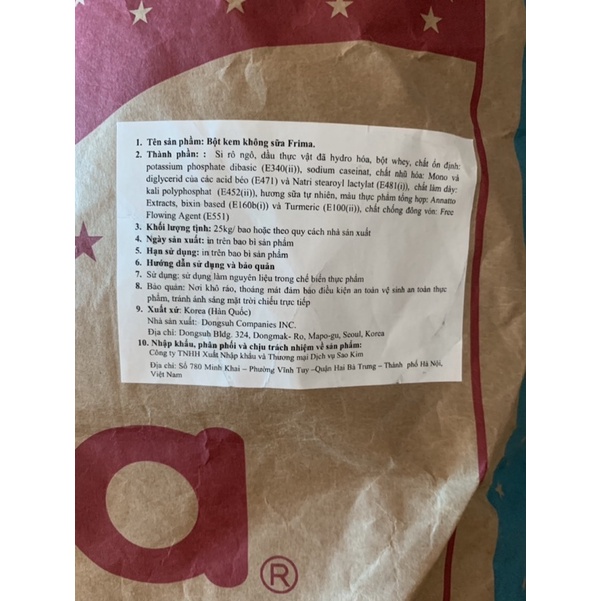 1. Tên sản phẩm: Bột kem không sữa Frima.
2. Thành phần: : Si rô ngô, dầu thực vật đã hydro hóa, bột whey, chất ổn định:
potassium phosphate dibasic (E340(ii)), sodium caseinat, chất nhũ hóa: Mono và
diglycerid của các acid béo (E471) và Natri stearoyl lactylat (E481(i)), chất làm dày:
kali polyphosphat (E452(ii)), hương sữa tự nhiên, màu thực phẩm tổng hợp: Annatto
Extracts, bixin based (E160b(i)) và Turmeric (E100(ii)), chất chống đông vón: Free
Flowing Agent (E551)
3. Khối lượng tịnh: 25kg/ bao hoặc theo quy cách nhà sản xuất
4. Ngày sản xuất: in trên bao bì sản phẩm
5. Hạn sử dụng: in trên bao bì sản phẩm
6. Hướng dẫn sử dụng và bảo quản
7. Sử dụng: sử dụng làm nguyên liệu trong chế biến thực phẩm
8. Bảo quản: Nơi khô ráo, thoáng mát đảm bảo điều kiện an toàn vệ sinh an toàn thực
phẩm, tránh ánh sáng mặt trời chiếu trực tiếp
9. Xuất xứ: Korea (Hàn Quốc)
Nhà sản xuất: Dongsuh Companies INC.
Địa chỉ: Dongsuh Bldg. 324, Dongmak- Ro, Mapo-gu, Seoul, Korea
10. Nhập khẩu, phân phối và chịu trách nhiệm về sản phẩm:
Công ty TNHH Xuất Nhập khẩu và Thương mại Dịch vụ Sao Kim
Địa chỉ: Số 780 Minh Khai – Phường Vĩnh Tuy -Quận Hai Bà Trưng – Thành phố Hà Nội,
Việt Nam
a®